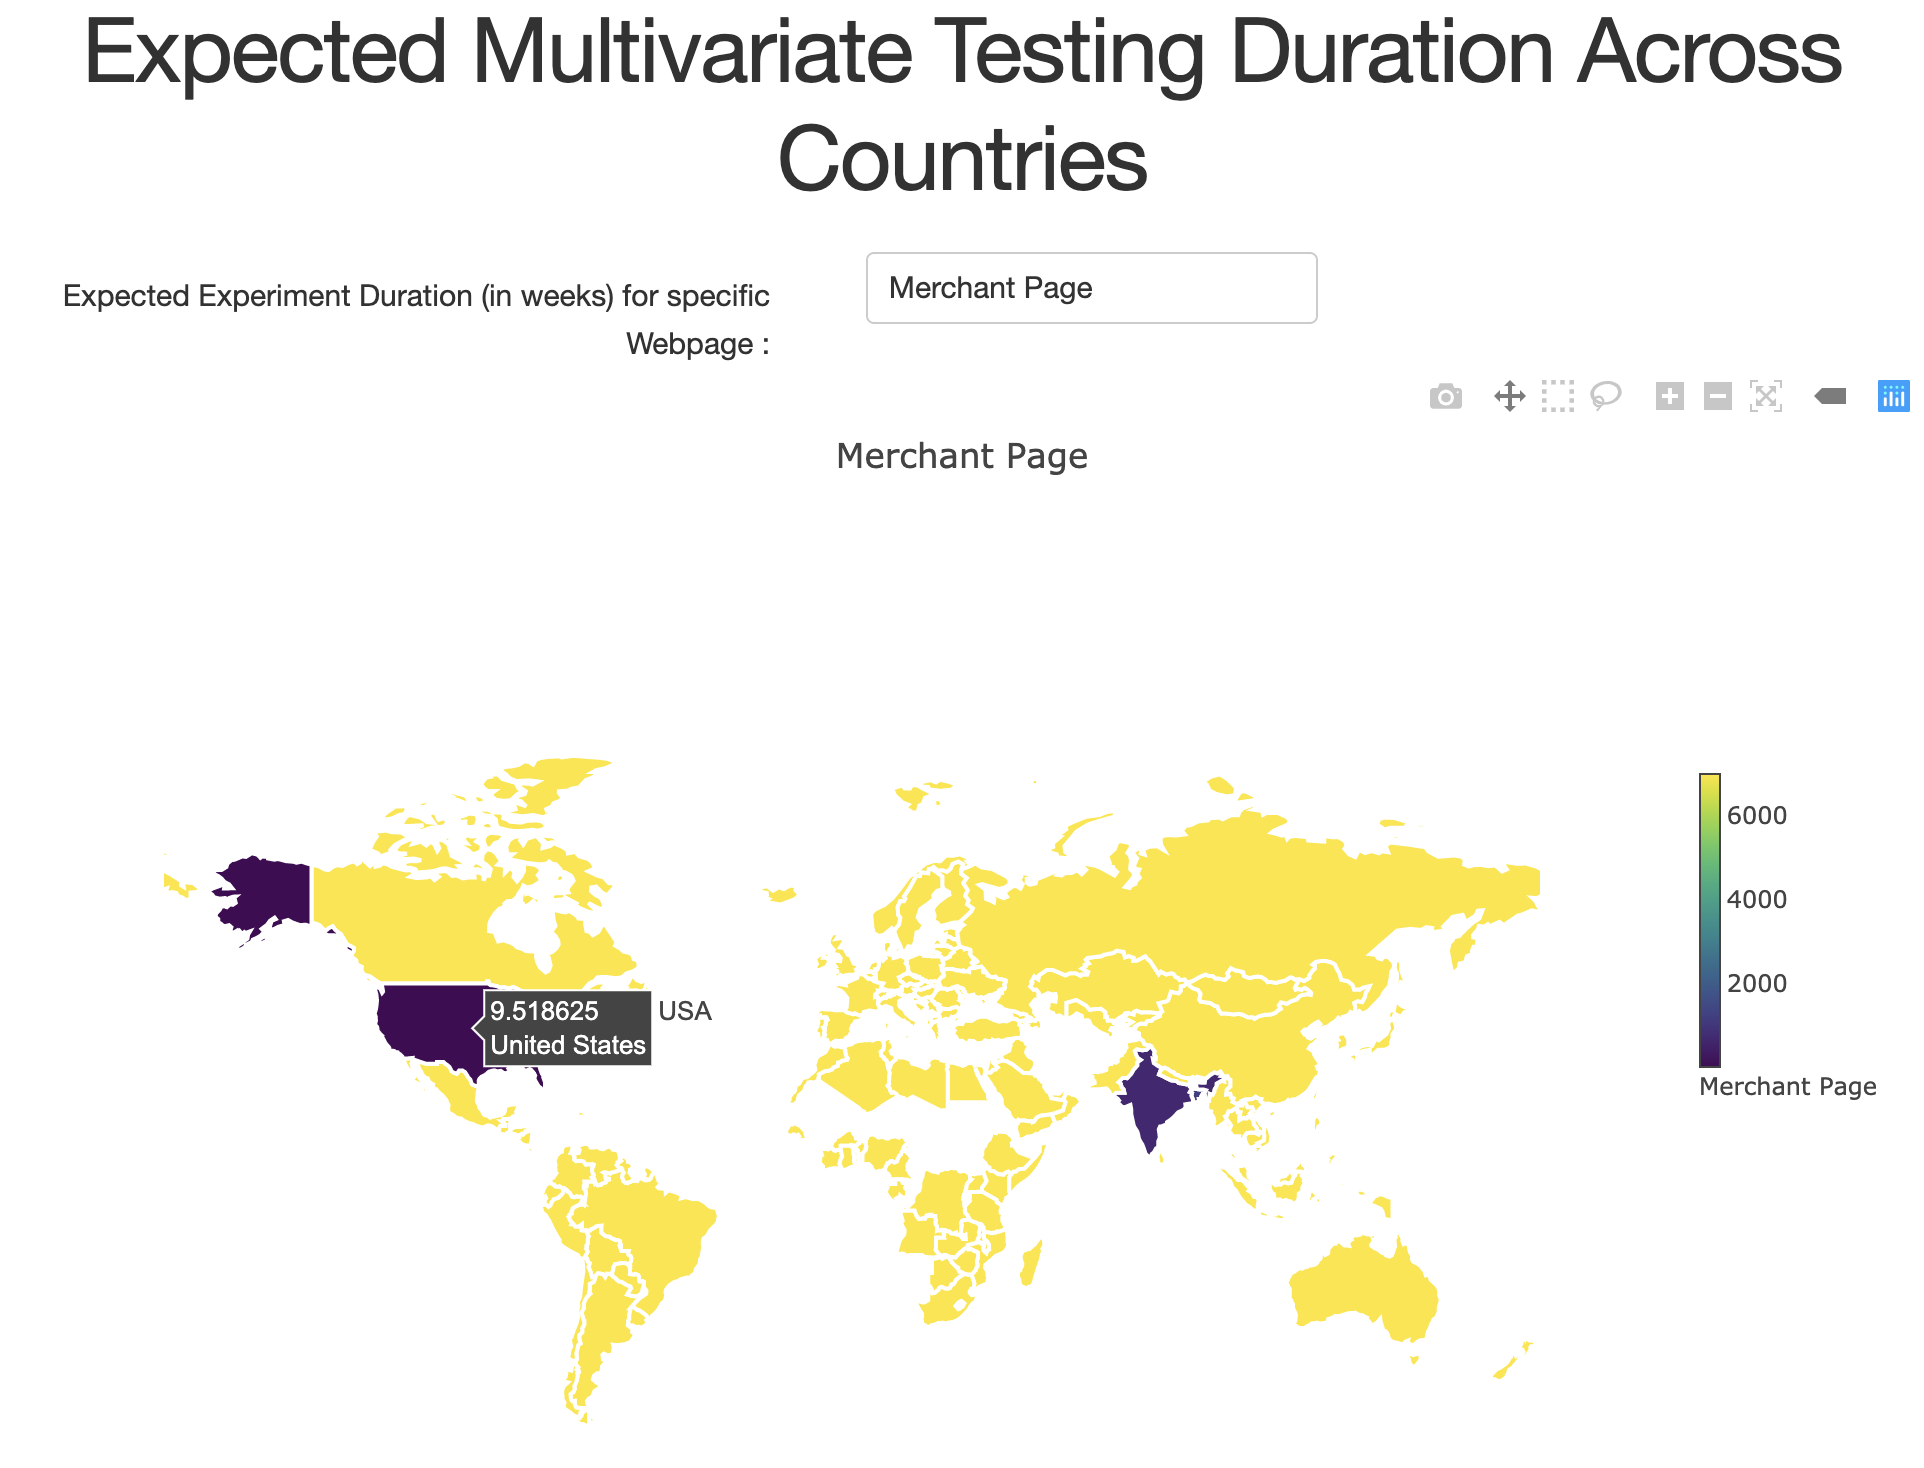 Expected Multivariate Testing Duration Across
Countries
Expected Experiment Duration (in weeks) for specific
Webpage :
Merchant Page
Merchant Page
6000
4000
2000
Merchant Page
9.518625
United States
USA